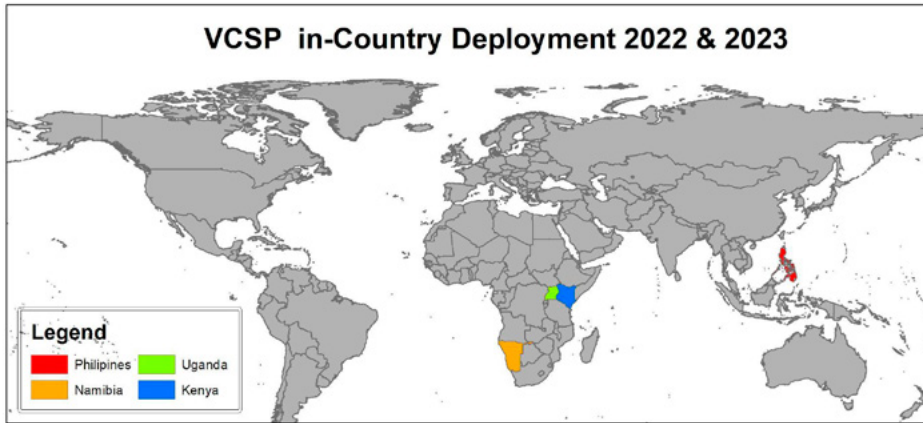 VCSP in-Country Deployment 2022 & 2023
Legend
Philipines
Uganda
Namibia
Kenya